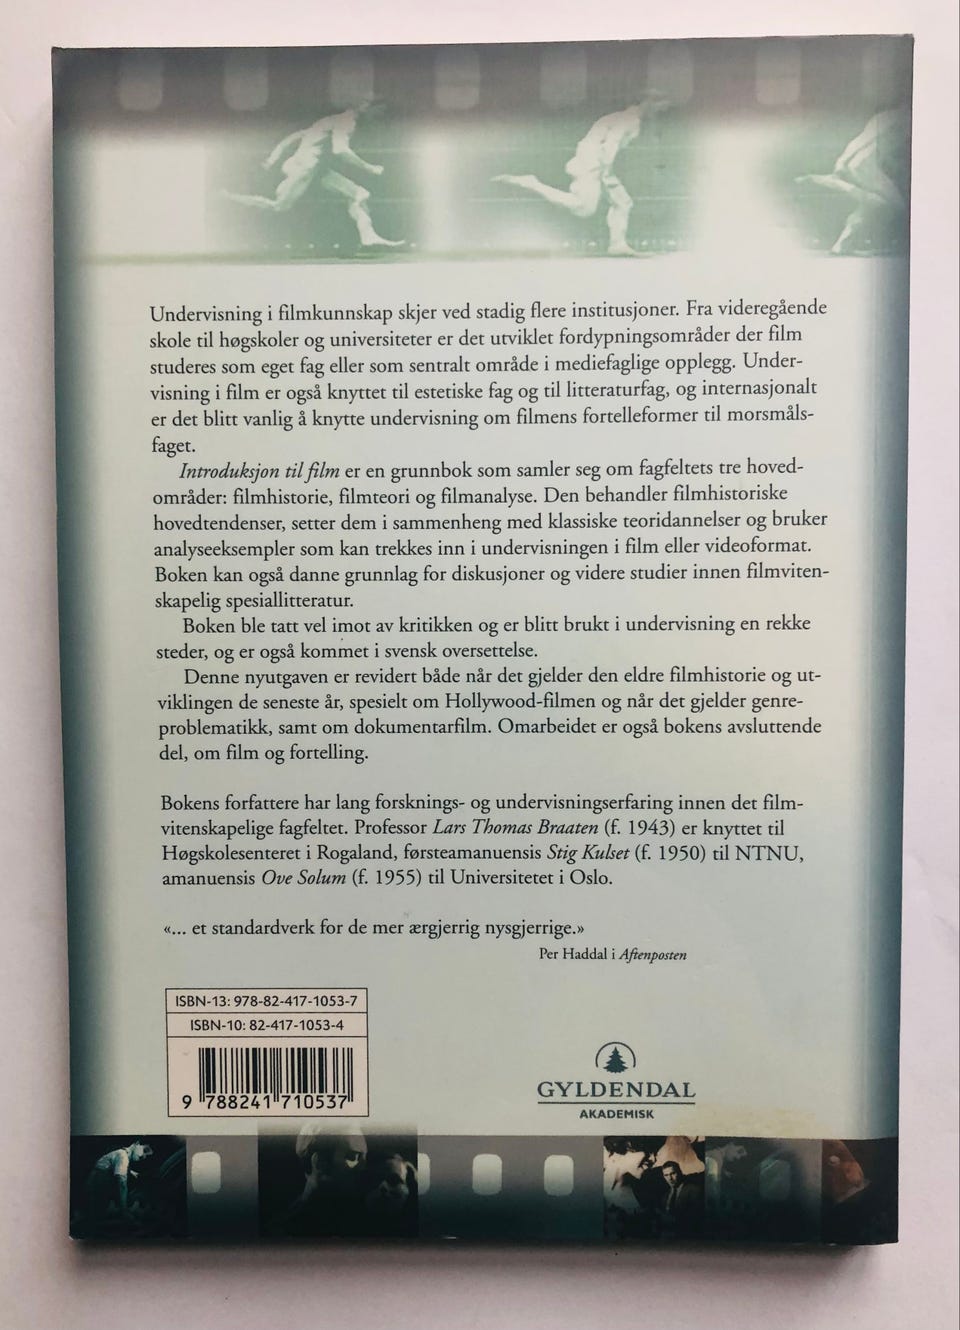 Undervisning i filmkunnskap skjer ved stadig flere institusjoner. Fra videregående
skole til høgskoler og universiteter er det utviklet fordypningsområder der film
studeres som eget fag eller som sentralt område i mediefaglige opplegg. Under-
visning i film er også knyttet til estetiske fag og til litteraturfag, og internasjonalt
er det blitt vanlig å knytte undervisning om filmens fortelleformer til morsmåls-
faget.
Introduksjon til film er en grunnbok som samler seg om fagfeltets tre hoved-
områder: filmhistorie, filmteori og filmanalyse. Den behandler filmhistoriske
hovedtendenser, setter dem i sammenheng med klassiske teoridannelser og bruker
analyseeksempler som kan trekkes inn i undervisningen i film eller videoformat.
Boken kan også danne grunnlag for diskusjoner og videre studier innen filmviten-
skapelig spesiallitteratur.
Boken ble tatt vel imot av kritikken og er blitt brukt i undervisning en rekke
steder, og er også kommet i svensk oversettelse.
Denne nyutgaven er revidert både når det gjelder den eldre filmhistorie og ut-
viklingen de seneste år, spesielt om Hollywood-filmen og når det gjelder genre-
problematikk, samt om dokumentarfilm. Omarbeidet er også bokens avsluttende
del, om film og fortelling.
Bokens forfattere har lang forsknings- og undervisningserfaring innen det film-
vitenskapelige fagfeltet. Professor Lars Thomas Braaten (f. 1943) er knyttet til
Høgskolesenteret i Rogaland, førsteamanuensis Stig Kulset (f. 1950) til NTNU,
amanuensis Ove Solum (f. 1955) til Universitetet i Oslo.
«... et standardverk for de mer ærgjerrig nysgjerrige.»
Per Haddal i Aftenposten
ISBN-13: 978-82-417-1053-7
ISBN-10: 82-417-1053-4
9 788241 710537
GYLDENDAL
AKADEMISK